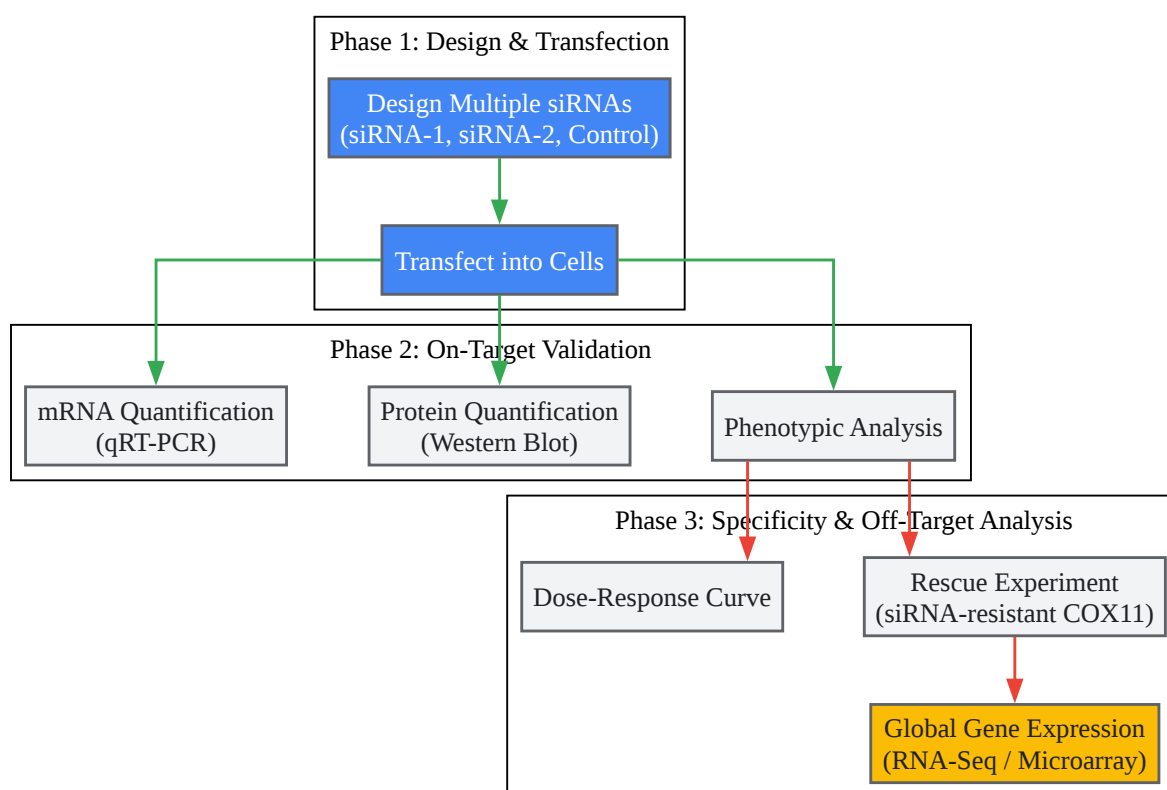 Phase 1: Design & Transfection
Design Multiple siRNAs
(siRNA-1, siRNA-2, Control)
Transfect into Cells
Phase 2: On-Target Validation
mRNA Quantification
(qRT-PCR)
Protein Quantification
(Western Blot)
Phenotypic Analysis
Phase 3: Specificity & Off-Target Analysis
Dose-Response Curve
Rescue Experiment
(siRNA-resistant COX11)
Global Gene Expression
(RNA-Seq / Microarray)